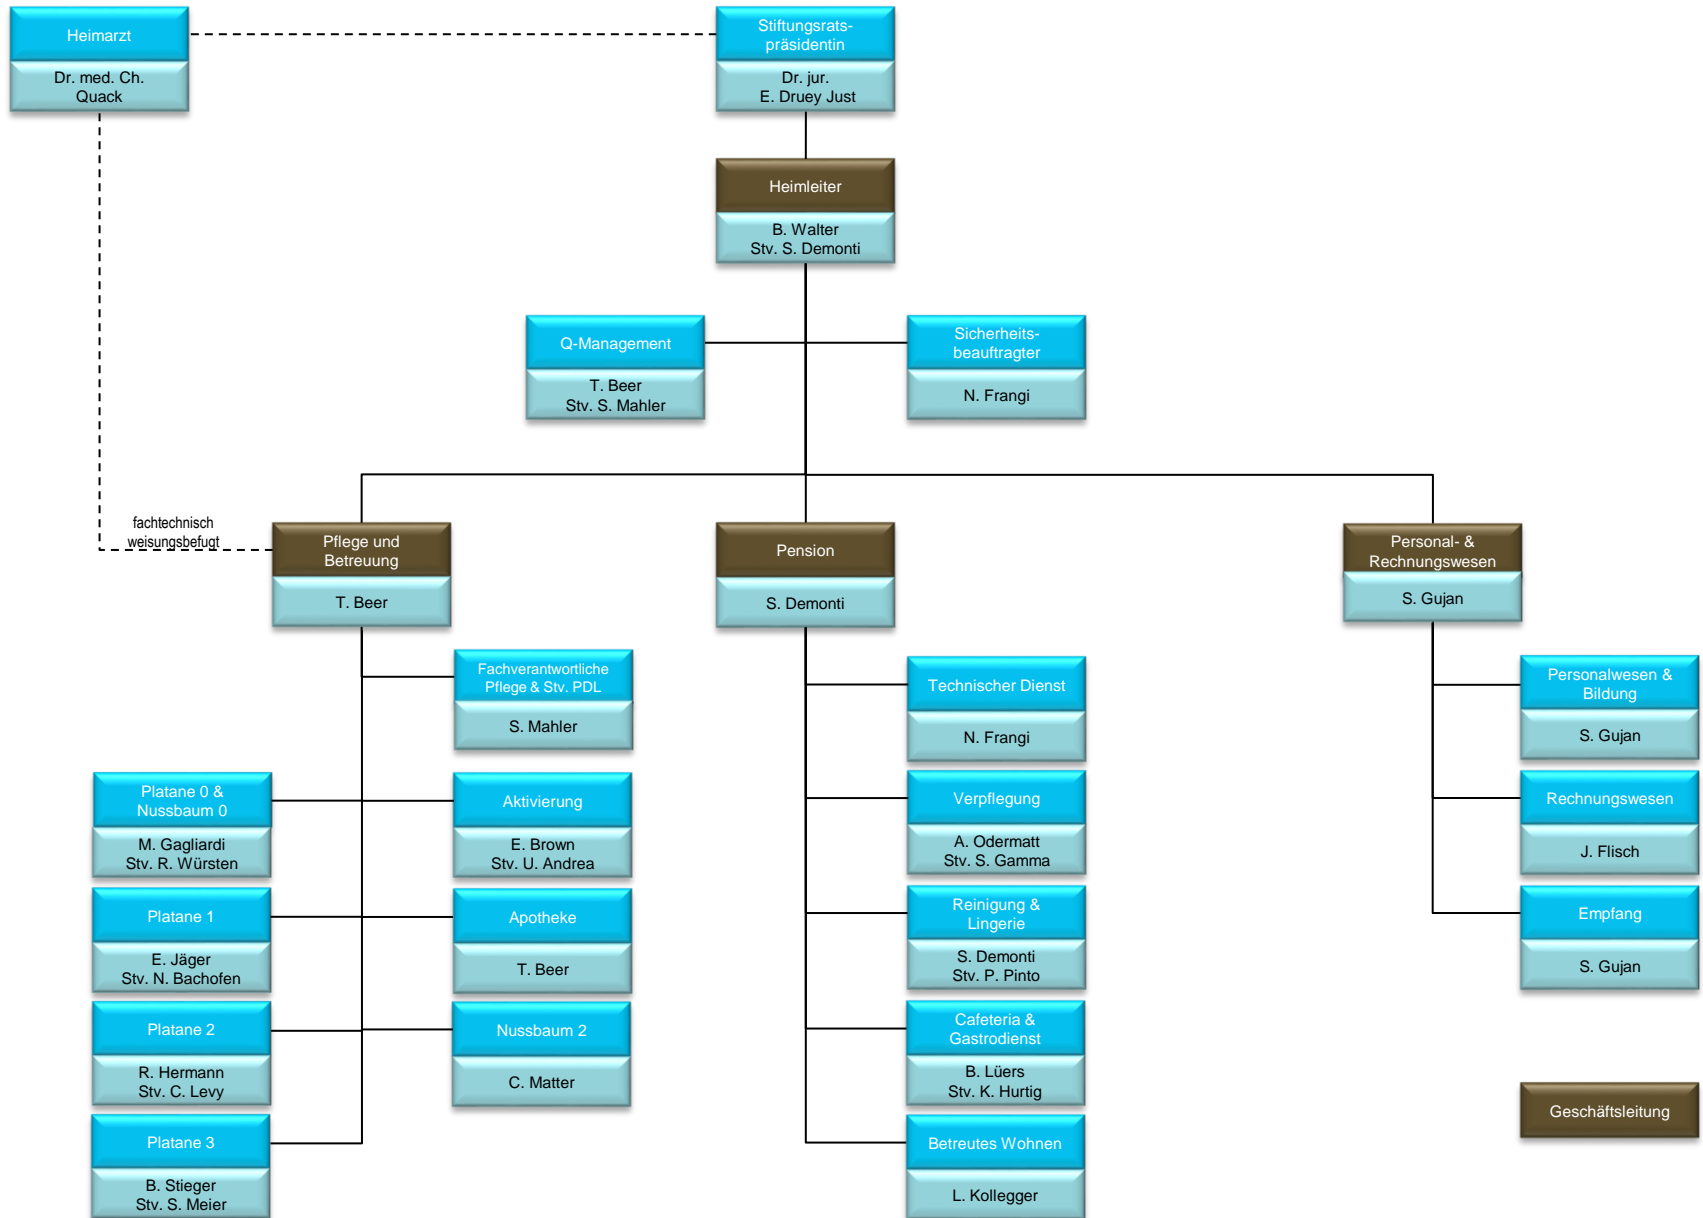 Heimarzt
Dr. med. Ch.
Quack
Stiftungsrats-
präsidentin
Dr. jur.
E. Druey Just
Heimleiter
B. Walter
Stv. S. Demonti
Q-Management
T. Beer
Stv. S. Mahler
Sicherheits-
beauftragter
N. Frangi
fachtechnisch
weisungsbefugt
Pflege und
Betreuung
T. Beer
Pension
S. Demonti
Personal- &
Rechnungswesen
S. Gujan
Fachverantwortliche
Pflege & Stv. PDL
S. Mahler
Platane 0 &
Nussbaum 0
M. Gagliardi
Stv. R. Würsten
Aktivierung
E. Brown
Stv. U. Andrea
Platane 1
E. Jäger
Stv. N. Bachofen
Apotheke
T. Beer
Platane 2
R. Hermann
Stv. C. Levy
Nussbaum 2
C. Matter
Platane 3
B. Stieger
Stv. S. Meier
Technischer Dienst
N. Frangi
Verpflegung
A. Odermatt
Stv. S. Gamma
Reinigung &
Lingerie
S. Demonti
Stv. P. Pinto
Cafeteria &
Gastrodienst
B. Lüers
Stv. K. Hurtig
Betreutes Wohnen
L. Kollegger
Personalwesen &
Bildung
S. Gujan
Rechnungswesen
J. Flisch
Empfang
S. Gujan
Geschäftsleitung